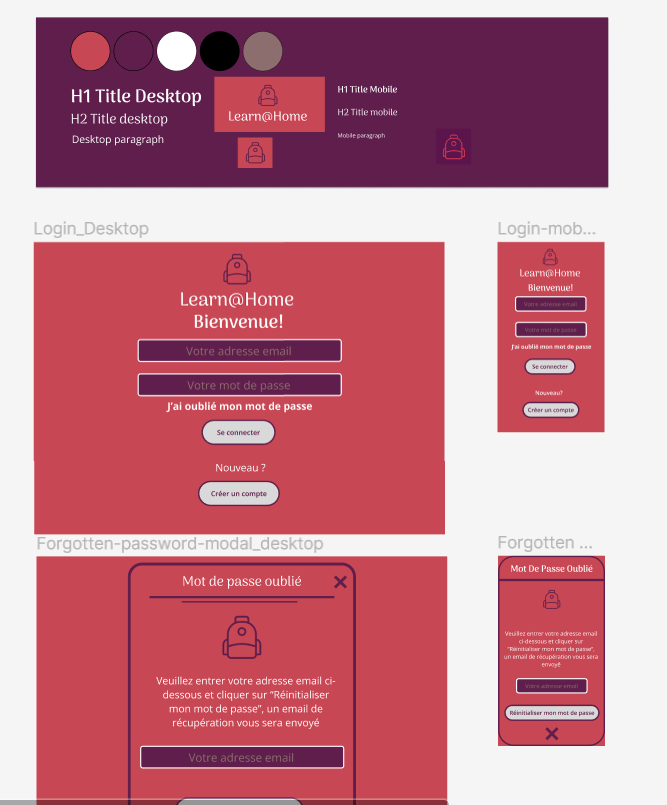 H1 Title Desktop
H2 Title desktop
Desktop paragraph
Learn@Home
H1 Title Mobile
H2 Title mobile
Mobile paragraph
Login_Desktop
Learn@Home
Bienvenue!
Votre adresse email
Votre mot de passe
J'ai oublié mon mot de passe
Se connecter
Nouveau ?
Créer un compte
Login-mob...
Learn@Home
Bienvenue!
Votre adresse email
Votre mot de passe
J'ai oublié mon mot de passe
Se connecter
Nouveau?
Créer un compte
Forgotten-password-modal_desktop
Mot de passe oublié
Veuillez entrer votre adresse email ci-
dessous et cliquer sur “Réinitialiser
mon mot de passe”, un email de
récupération vous sera envoyé
Votre adresse email
Forgotten ...
Mot De Passe Oublié
Veuillez entrer votre adresse email
ci-dessous et cliquer sur
“Réinitialiser mon mot de passe”,
un email de récupération vous sera
envoyé
Votre adresse email
Réinitialiser mon mot de passe